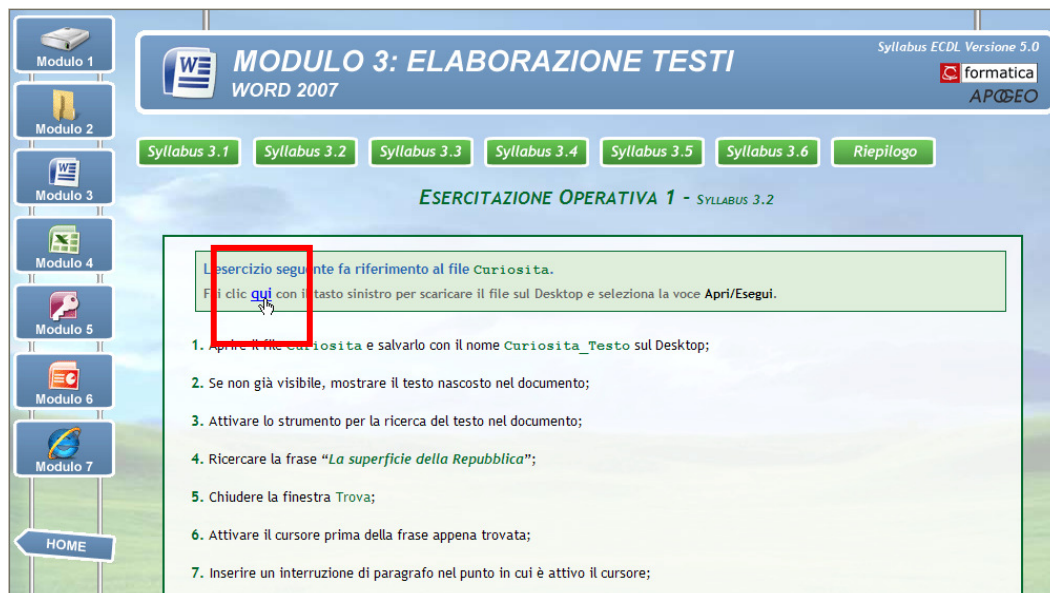 Modulo 1
Modulo 2
Modulo 3
Modulo 4
Modulo 5
Modulo 6
Modulo 7
HOME
MODULO 3: ELABORAZIONE TESTI
WORD 2007
Syllabus ECDL Versione 5.0
formatica
APOGEO
Syllabus 3.1 Syllabus 3.2 Syllabus 3.3 Syllabus 3.4 Syllabus 3.5 Syllabus 3.6 Riepilogo
ESERCITAZIONE OPERATIVA 1 - SYLLABUS 3.2
L'esercizio seguente fa riferimento al file Curiosita.
Fai clic qui con il tasto sinistro per scaricare il file sul Desktop e seleziona la voce Apri/Esegui.
1. Aprire il file Curiosita e salvarlo con il nome Curiosita_Testo sul Desktop;
2. Se non già visibile, mostrare il testo nascosto nel documento;
3. Attivare lo strumento per la ricerca del testo nel documento;
4. Ricercare la frase “La superficie della Repubblica”;
5. Chiudere la finestra Trova;
6. Attivare il cursore prima della frase appena trovata;
7. Inserire un interruzione di paragrafo nel punto in cui è attivo il cursore;